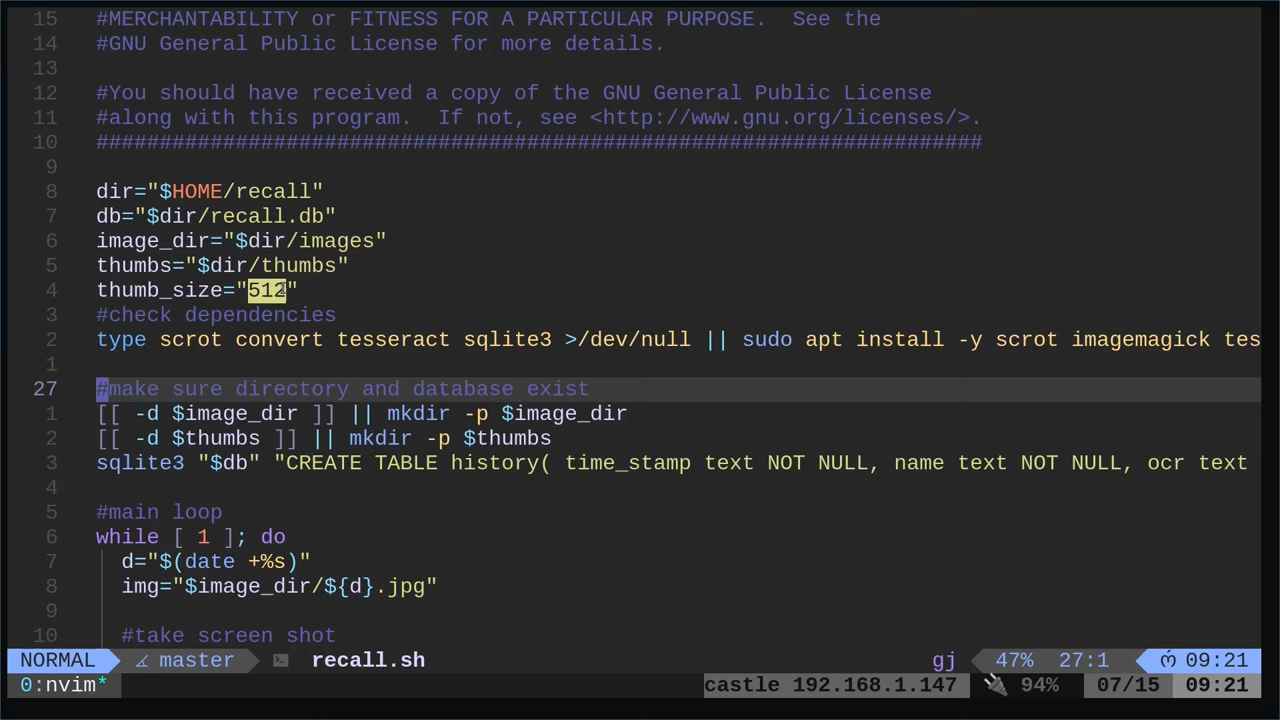 15 #MERCHANTABILITY or FITNESS FOR A PARTICULAR PURPOSE.  See the
14 #GNU General Public License for more details.
13
12 #You should have received a copy of the GNU General Public License
11 #along with this program.  If not, see <http://www.gnu.org/licenses/>.
10 ######################################################################
9
8 dir="$HOME/recall"
7 db="$dir/recall.db"
6 image_dir="$dir/images"
5 thumbs="$dir/thumbs"
4 thumb_size="512"
3 #check dependencies
2 type scrot convert tesseract sqlite3 >/dev/null || sudo apt install -y scrot imagemagick tes
1
27 #make sure directory and database exist
1 [[ -d $image_dir ]] || mkdir -p $image_dir
2 [[ -d $thumbs ]] || mkdir -p $thumbs
3 sqlite3 "$db" "CREATE TABLE history( time_stamp text NOT NULL, name text NOT NULL, ocr text
4
5 #main loop
6 while [ 1 ]; do
7   d="$(date +%s)"
8   img="$image_dir/${d}.jpg"
9
10   #take screen shot
NORMAL master recall.sh gj 47% 27:1 09:21
0:nvim* castle 192.168.1.147 94% 07/15 09:21